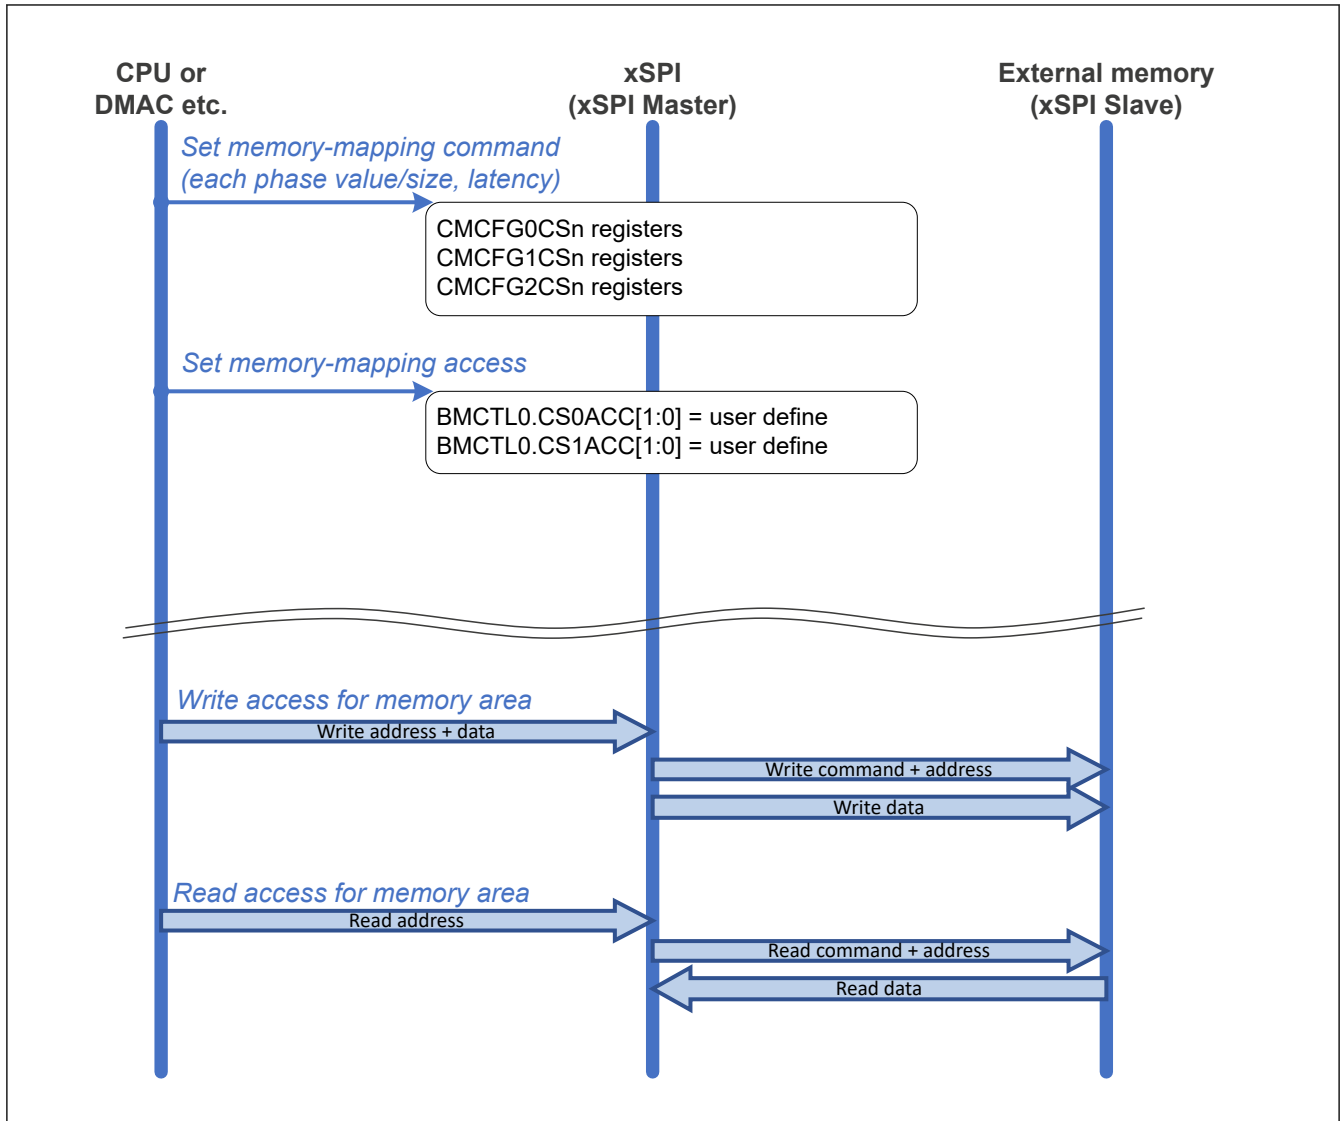 CPU or
DMAC etc.
xSPI
(xSPI Master)
External memory
(xSPI Slave)
Set memory-mapping command
(each phase value/size, latency)
CMCFG0CSn registers
CMCFG1CSn registers
CMCFG2CSn registers
Set memory-mapping access
BMCTL0.CS0ACC[1:0] = user define
BMCTL0.CS1ACC[1:0] = user define
Write access for memory area
Write address + data
Write command + address
Write data
Read access for memory area
Read address
Read command + address
Read data